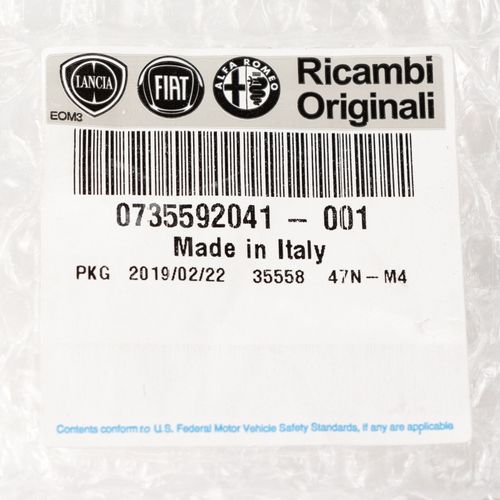 LANCIA FIAT ALFA ROMEO Ricambi
Originali
EOM3
0735592041 - 001
Made in Italy
PKG 2019/02/22 35558 47N-M4
Contents conform to U.S. Federal Motor Vehicle Safety Standards, if any are applicable